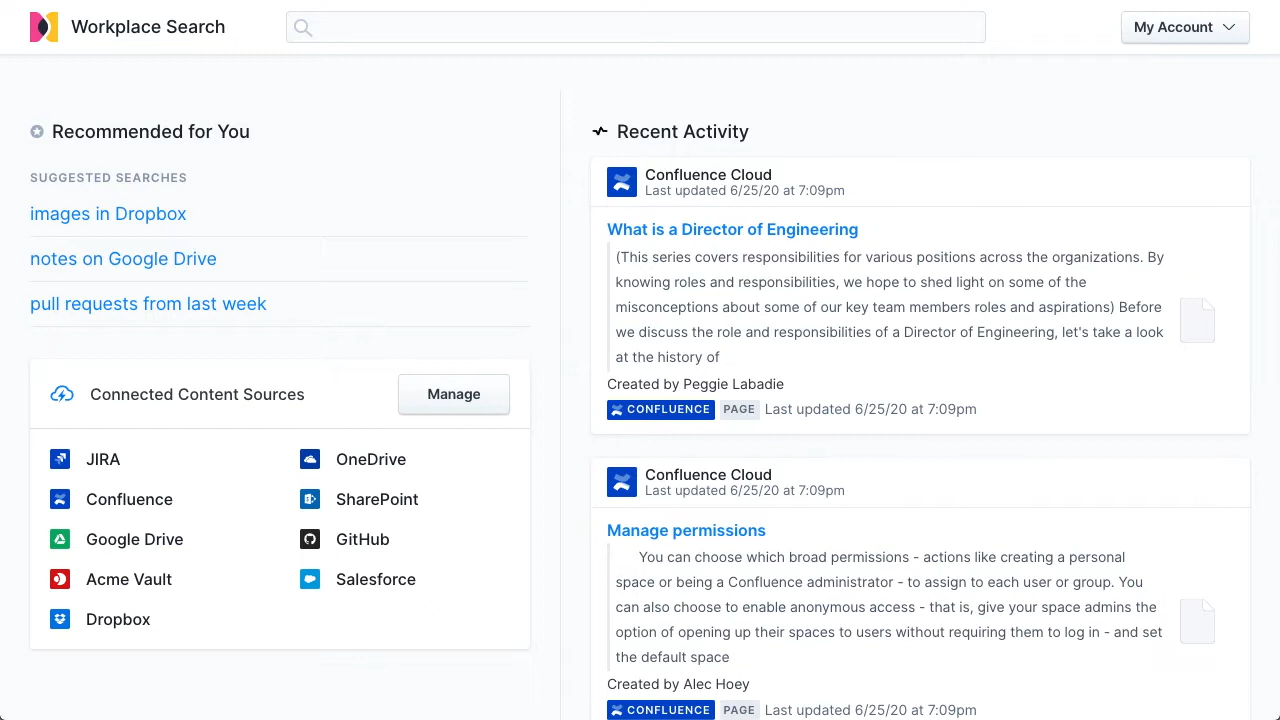 Workplace Search
My Account
Recommended for You
SUGGESTED SEARCHES
images in Dropbox
notes on Google Drive
pull requests from last week
Connected Content Sources
Manage
JIRA
OneDrive
Confluence
SharePoint
Google Drive
GitHub
Acme Vault
Salesforce
Dropbox
Recent Activity
Confluence Cloud
Last updated 6/25/20 at 7:09pm
What is a Director of Engineering
(This series covers responsibilities for various positions across the organizations. By
knowing roles and responsibilities, we hope to shed light on some of the
misconceptions about some of our key team members roles and aspirations) Before
we discuss the role and responsibilities of a Director of Engineering, let's take a look
at the history of
Created by Peggie Labadie
CONFLUENCE PAGE Last updated 6/25/20 at 7:09pm
Confluence Cloud
Last updated 6/25/20 at 7:09pm
Manage permissions
You can choose which broad permissions - actions like creating a personal
space or being a Confluence administrator - to assign to each user or group. You
can also choose to enable anonymous access - that is, give your space admins the
option of opening up their spaces to users without requiring them to log in - and set
the default space
Created by Alec Hoey
CONFLUENCE PAGE Last updated 6/25/20 at 7:09pm